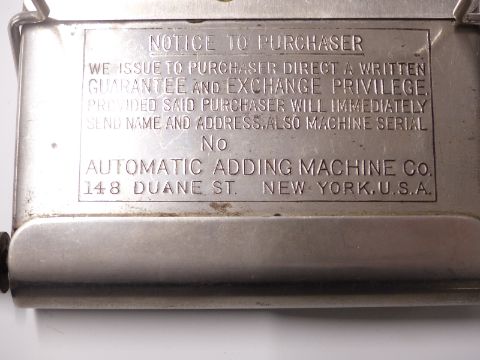 NOTICE TO PURCHASER
WE ISSUE TO PURCHASER DIRECT A WRITTEN
GUARANTEE AND EXCHANGE PRIVILEGE
PROVIDED SAID PURCHASER WILL IMMEDIATELY
SEND NAME AND ADDRESS. ALSO MACHINE SERIAL
No
AUTOMATIC ADDING MACHINE CO.
148 DUANE ST. NEW YORK, U.S.A.